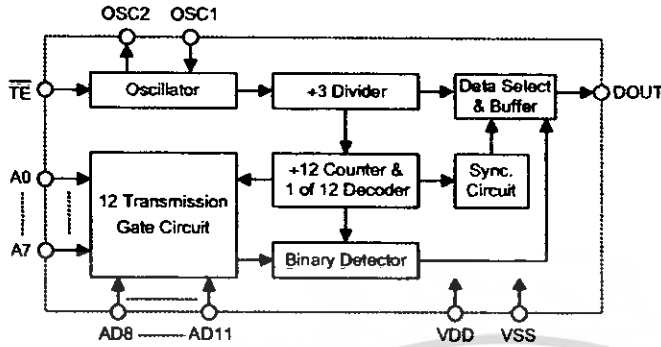 OSC2 OSC1
TE
Oscillator
+3 Divider
Data Select
& Buffer
DOUT
A0
12 Transmission
Gate Circuit
+12 Counter &
1 of 12 Decoder
Sync.
Circuit
A7
Binary Detector
AD8
AD11
VDD
VSS